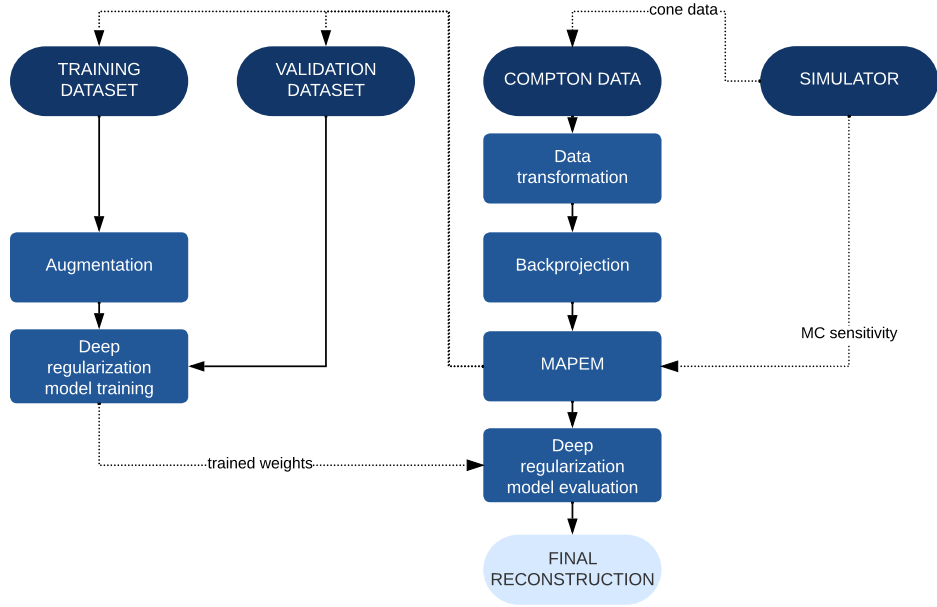 cone data
TRAINING
DATASET
VALIDATION
DATASET
COMPTON DATA
SIMULATOR
Data
transformation
Augmentation
Backprojection
MC sensitivity
Deep
regularization
model training
MAPEM
trained weights
Deep
regularization
model evaluation
FINAL
RECONSTRUCTION